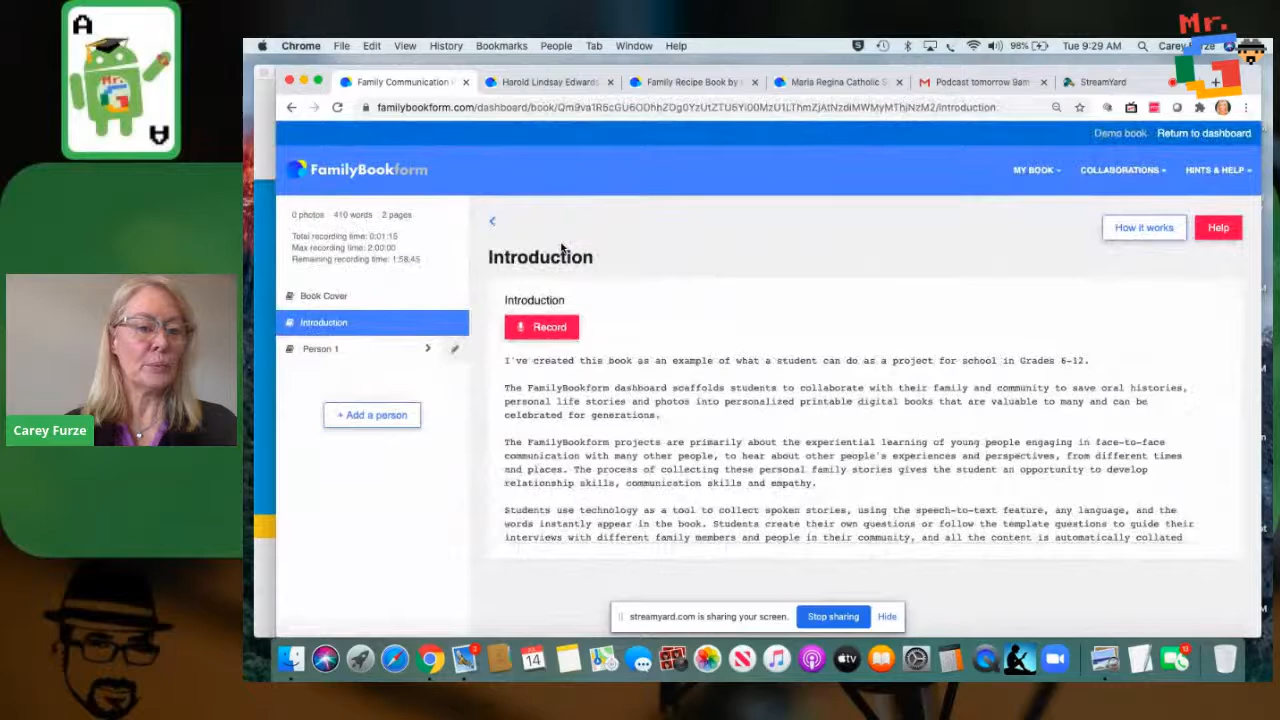 A
A
Mr.
G
Carey Furze
Chrome File Edit View History Bookmarks People Tab Window Help
98% Tue 9:29 AM Carey Furze
Family Communication
Harold Lindsay Edwards
Family Recipe Book by
Maria Regina Catholic S
Podcast tomorrow 9am
StreamYard
Demo book Return to dashboard
FamilyBookform
MY BOOK COLLABORATIONS HINTS & HELP
0 photos 410 words 2 pages
Total recording time: 0:01:15
Max recording time: 2:00:00
Remaining recording time: 1:58:45
Book Cover
Introduction
Person 1
+ Add a person
How it works
Help
Introduction
Introduction
Record
I've created this book as an example of what a student can do as a project for school in Grades 6-12.
The FamilyBookform dashboard scaffolds students to collaborate with their family and community to save oral histories,
personal life stories and photos into personalized printable digital books that are valuable to many and can be
celebrated for generations.
The FamilyBookform projects are primarily about the experiential learning of young people engaging in face-to-face
communication with many other people, to hear about other people's experiences and perspectives, from different times
and places. The process of collecting these personal family stories gives the student an opportunity to develop
relationship skills, communication skills and empathy.
Students use technology as a tool to collect spoken stories, using the speech-to-text feature, any language, and the
words instantly appear in the book. Students create their own questions or follow the template questions to guide their
interviews with different family members and people in their community, and all the content is automatically collated
streamyard.com is sharing your screen. Stop sharing Hide
14
tv